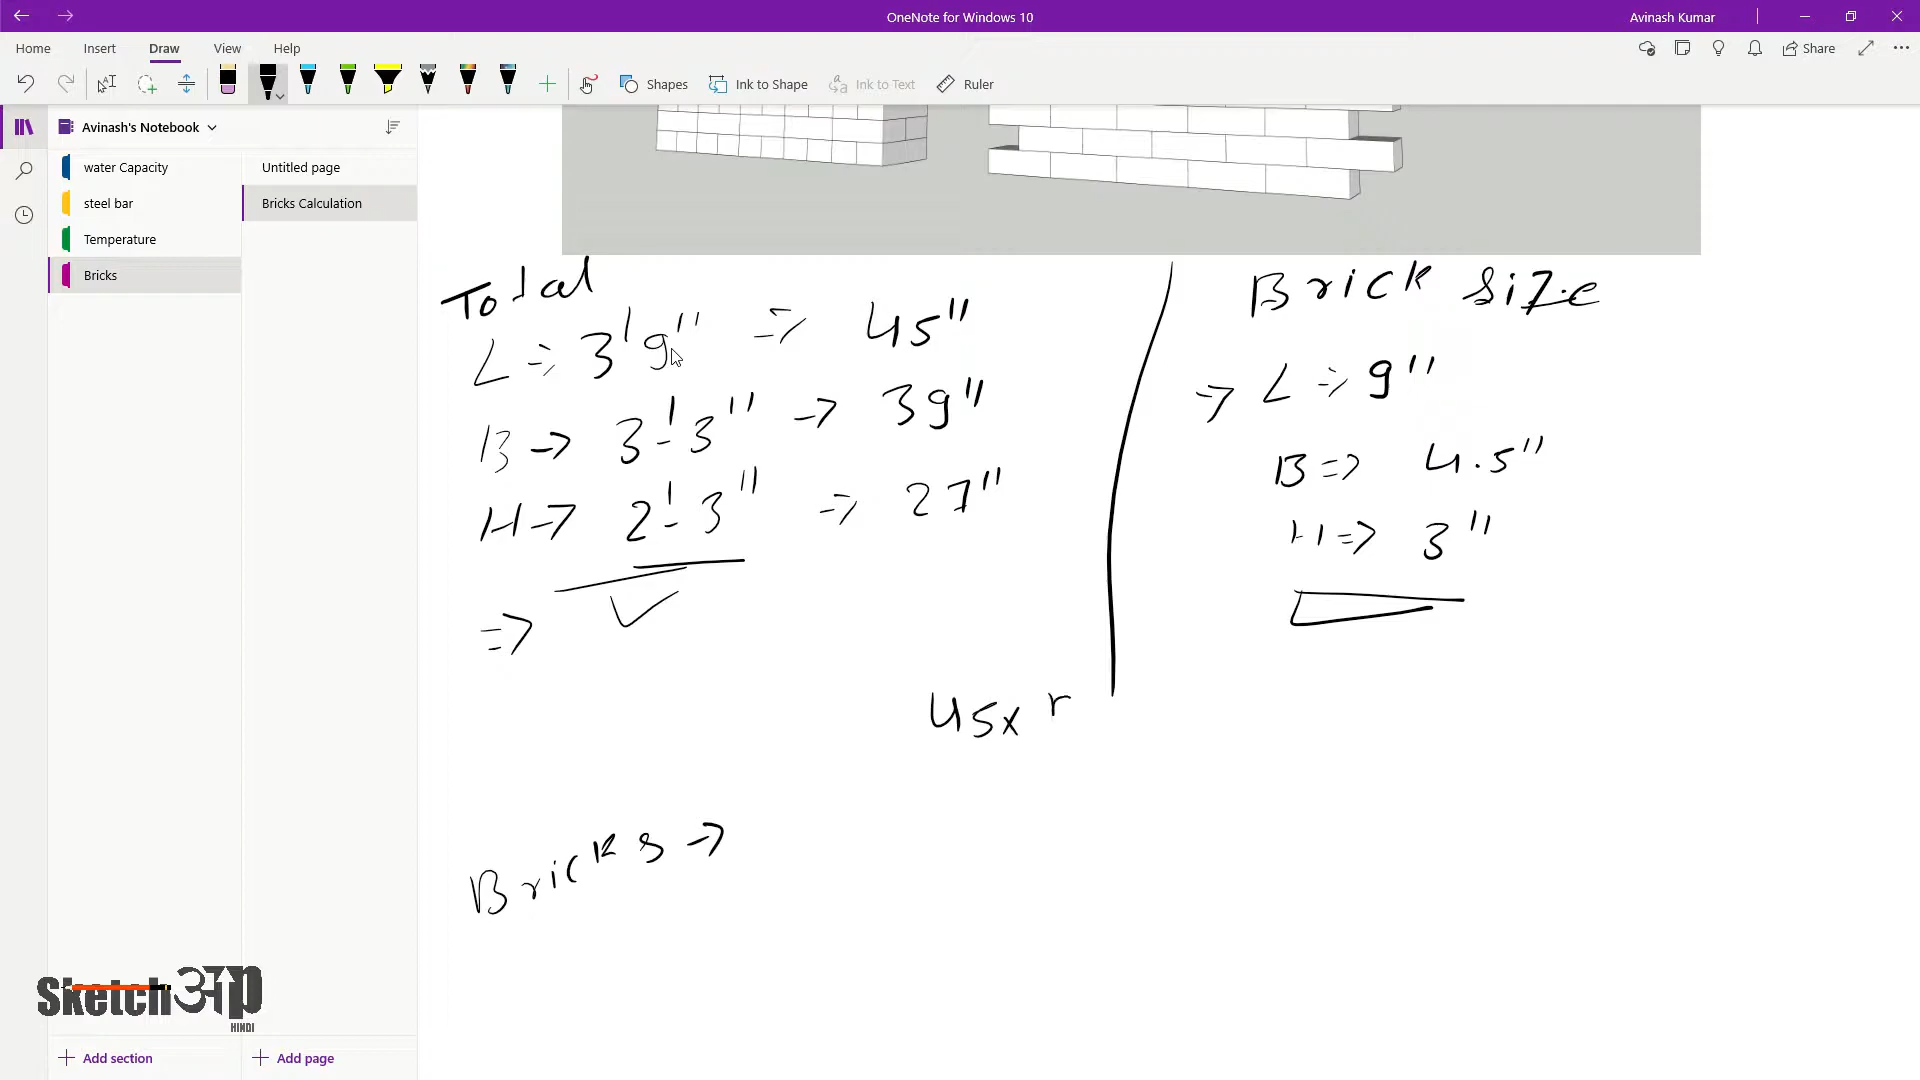 OneNote for Windows 10
Avinash Kumar
Home Insert Draw View Help
Share
Shapes Ink to Shape Ink to Text Ruler
Avinash's Notebook
water Capacity
steel bar
Temperature
Bricks
Untitled page
Bricks Calculation
Total
L => 3'9" => 45"
B -> 3'-3" -> 39"
H -> 2'-3" => 27"
=>
45x
Bricks ->
Brick size
=> L => 9"
B => 4.5"
H => 3"
Sketchअप
HINDI
Add section
Add page